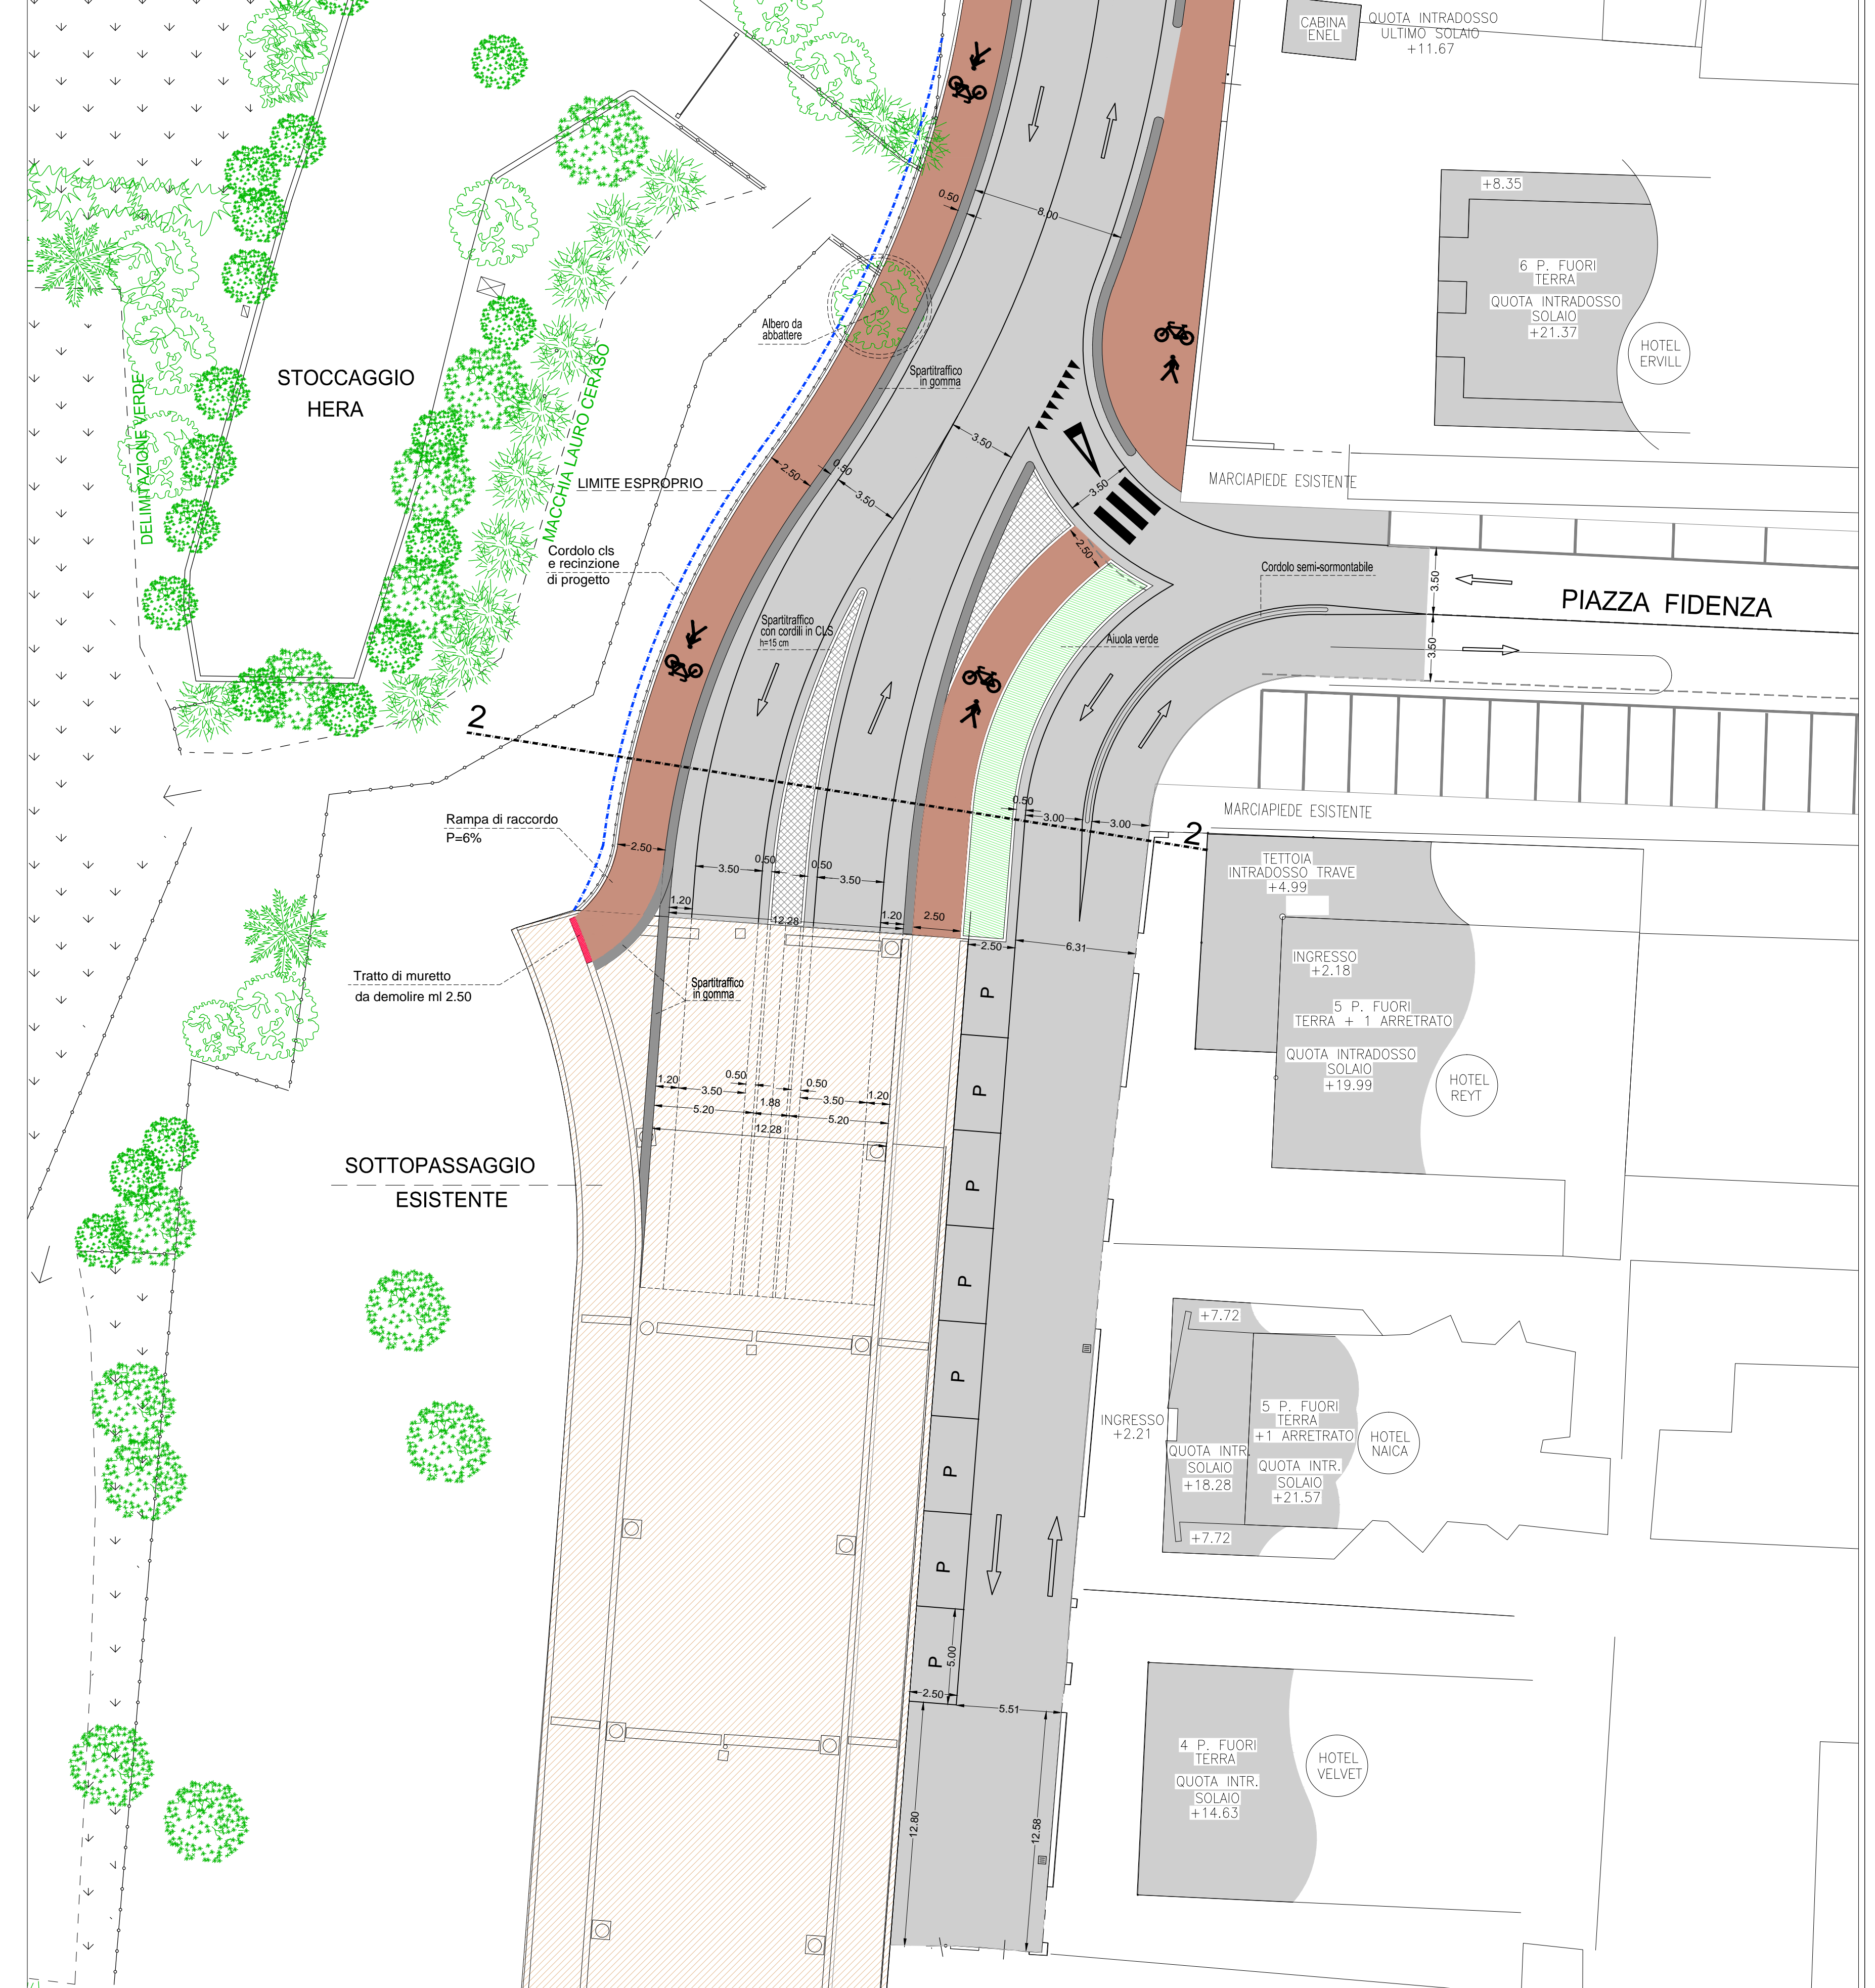 CABINA
ENEL
QUOTA INTRADOSSO
ULTIMO SOLAIO
+11.67
+8.35
6 P. FUORI
TERRA
QUOTA INTRADOSSO
SOLAIO
+21.37
HOTEL
ERVILL
0.50
8.00
Albero da
abbattere
Spartitraffico
in gomma
STOCCAGGIO
HERA
DELIMITAZIONE VERDE
MACCHIA LAURO CERASO
LIMITE ESPROPRIO
2.50
0.50
3.50
3.50
3.50
MARCIAPIEDE ESISTENTE
Cordolo cls
e recinzione
di progetto
2.50
Cordolo semi-sormontabile
3.50
PIAZZA FIDENZA
3.50
Spartitraffico
con cordili in CLS
h=15 cm
Aiuola verde
2
MARCIAPIEDE ESISTENTE
0.50
3.00
3.00
2
Rampa di raccordo
P=6%
2.50
3.50
0.50
0.50
3.50
1.20
12.28
1.20
2.50
2.50
6.31
TETTOIA
INTRADOSSO TRAVE
+4.99
INGRESSO
+2.18
5 P. FUORI
TERRA + 1 ARRETRATO
QUOTA INTRADOSSO
SOLAIO
+19.99
HOTEL
REYT
Tratto di muretto
da demolire ml 2.50
Spartitraffico
in gomma
P
P
P
P
P
P
P
P
1.20
3.50
0.50
0.50
3.50
1.20
5.20
1.88
5.20
12.28
SOTTOPASSAGGIO
ESISTENTE
+7.72
INGRESSO
+2.21
5 P. FUORI
TERRA
+1 ARRETRATO
QUOTA INTR.
SOLAIO
+18.28
QUOTA INTR.
SOLAIO
+21.57
+7.72
HOTEL
NAICA
5.00
2.50
5.51
4 P. FUORI
TERRA
QUOTA INTR.
SOLAIO
+14.63
HOTEL
VELVET
12.80
12.58